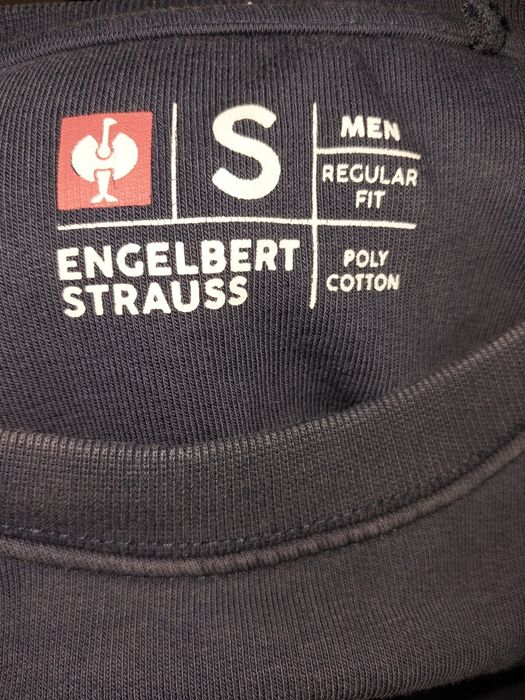 S
MEN
REGULAR
FIT
ENGELBERT
STRAUSS
POLY
COTTON